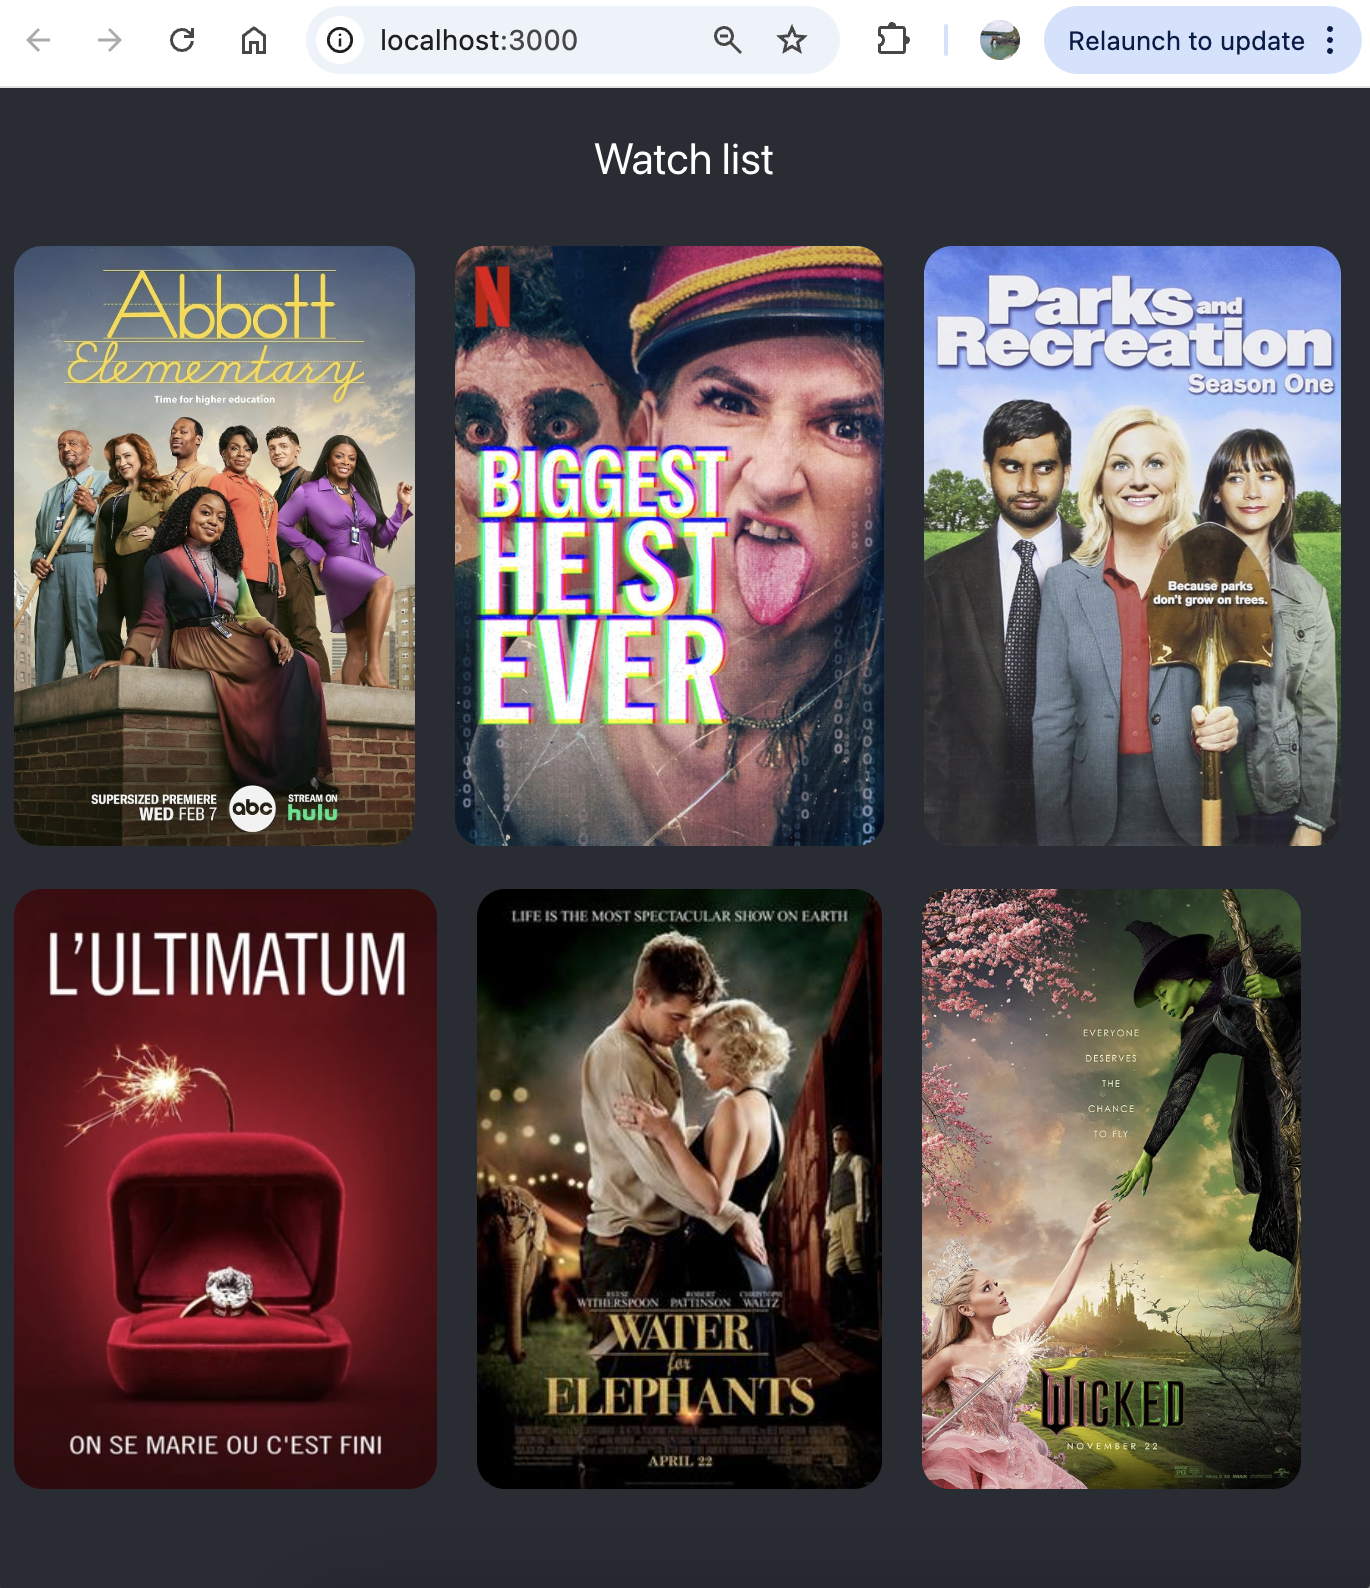 localhost:3000
Relaunch to update
Watch list
Abbott
Elementary
Time for higher education
SUPERSIZED PREMIERE
WED FEB 7
abc
STREAM ON
hulu
N
BIGGEST
HEIST
EVER
Parks and
Recreation
Season One
Because parks
don't grow on trees.
L'ULTIMATUM
ON SE MARIE OU C'EST FINI
LIFE IS THE MOST SPECTACULAR SHOW ON EARTH
REESE WITHERSPOON
ROBERT PATTINSON
CHRISTOPH WALTZ
WATER
for
ELEPHANTS
APRIL 22
EVERYONE
DESERVES
THE
CHANCE
TO FLY
WICKED
NOVEMBER 22